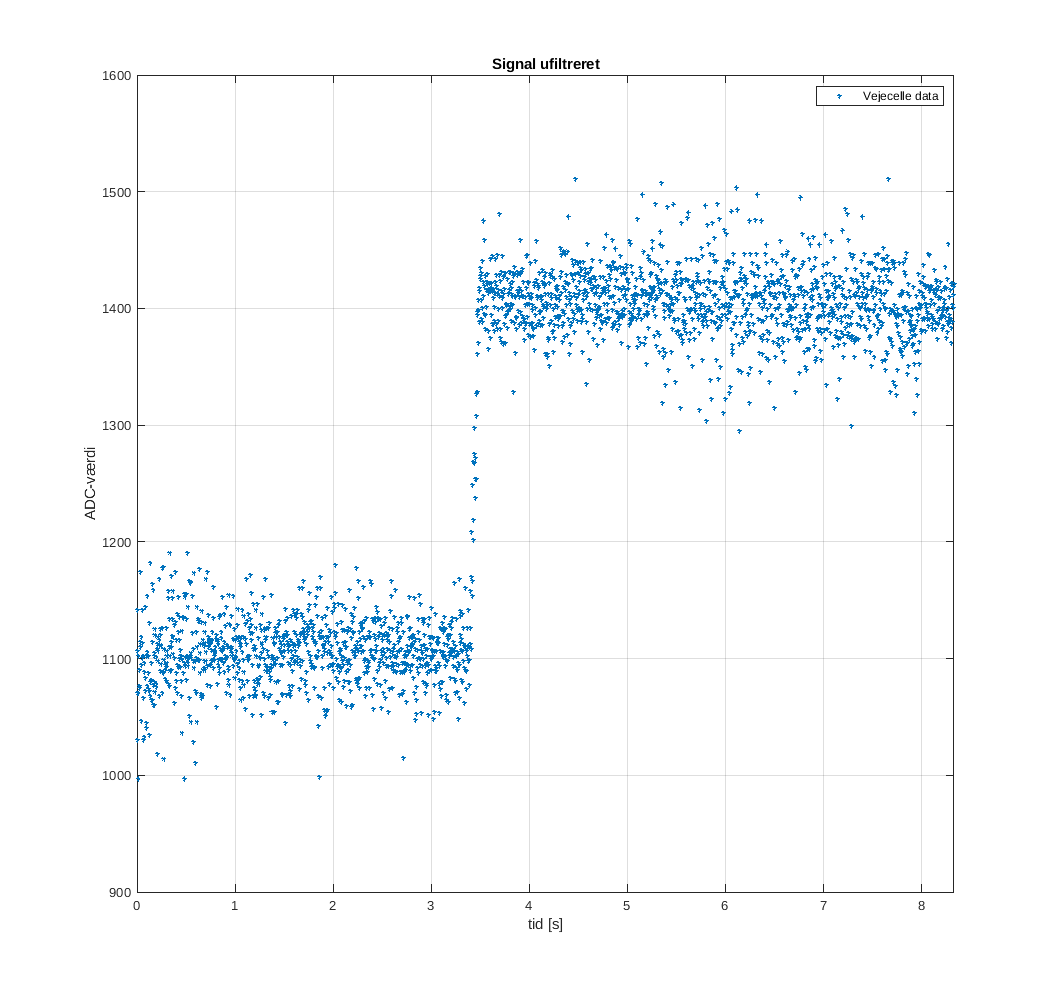 Signal ufiltreret
Vejecelle data
1600
1500
1400
1300
1200
1100
1000
900
ADC-værdi
0 1 2 3 4 5 6 7 8
tid [s]